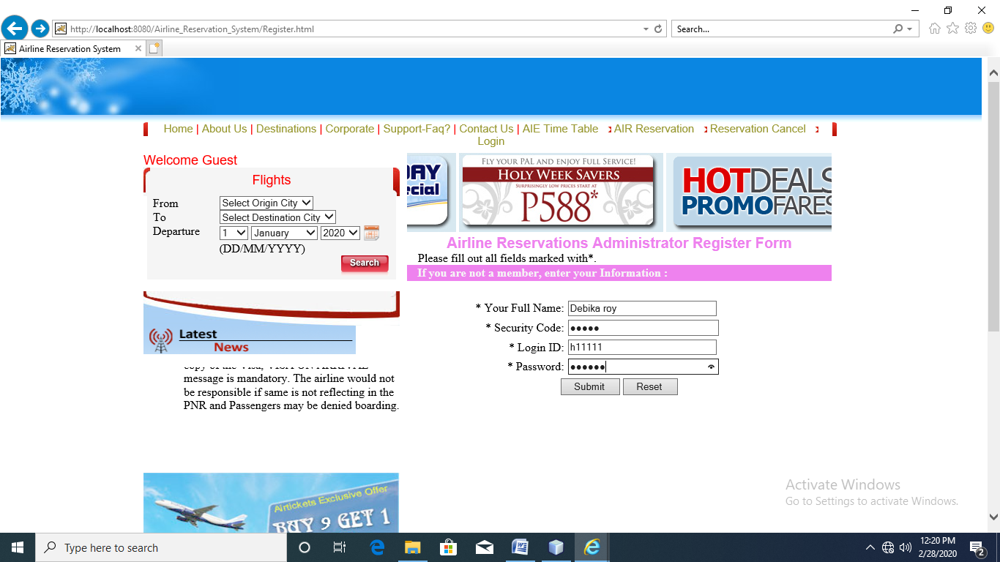 http://localhost:8080/Airline_Reservation_System/Register.html
Search...
Airline Reservation System
Home | About Us | Destinations | Corporate | Support-Faq? | Contact Us | AIE Time Table AIR Reservation Reservation Cancel
Login
Welcome Guest
Flights
From Select Origin City
To Select Destination City
Departure 1 January 2020
(DD/MM/YYYY)
Search
DAY
cial
FLY YOUR PAL AND ENJOY FULL SERVICE!
HOLY WEEK SAVERS
SURPRISINGLY LOW PRICES START AT
P588*
HOTDEALS
PROMOFARES
Airline Reservations Administrator Register Form
Please fill out all fields marked with*.
If you are not a member, enter your Information :
* Your Full Name: Debika roy
* Security Code: ●●●●●
* Login ID: h11111
* Password: ●●●●●●
Submit Reset
Latest
News
message is mandatory. The airline would not
be responsible if same is not reflecting in the
PNR and Passengers may be denied boarding.
Airtickets Exclusive Offer
BUY 9 GET 1
Activate Windows
Go to Settings to activate Windows.
Type here to search
12:20 PM
2/28/2020
2